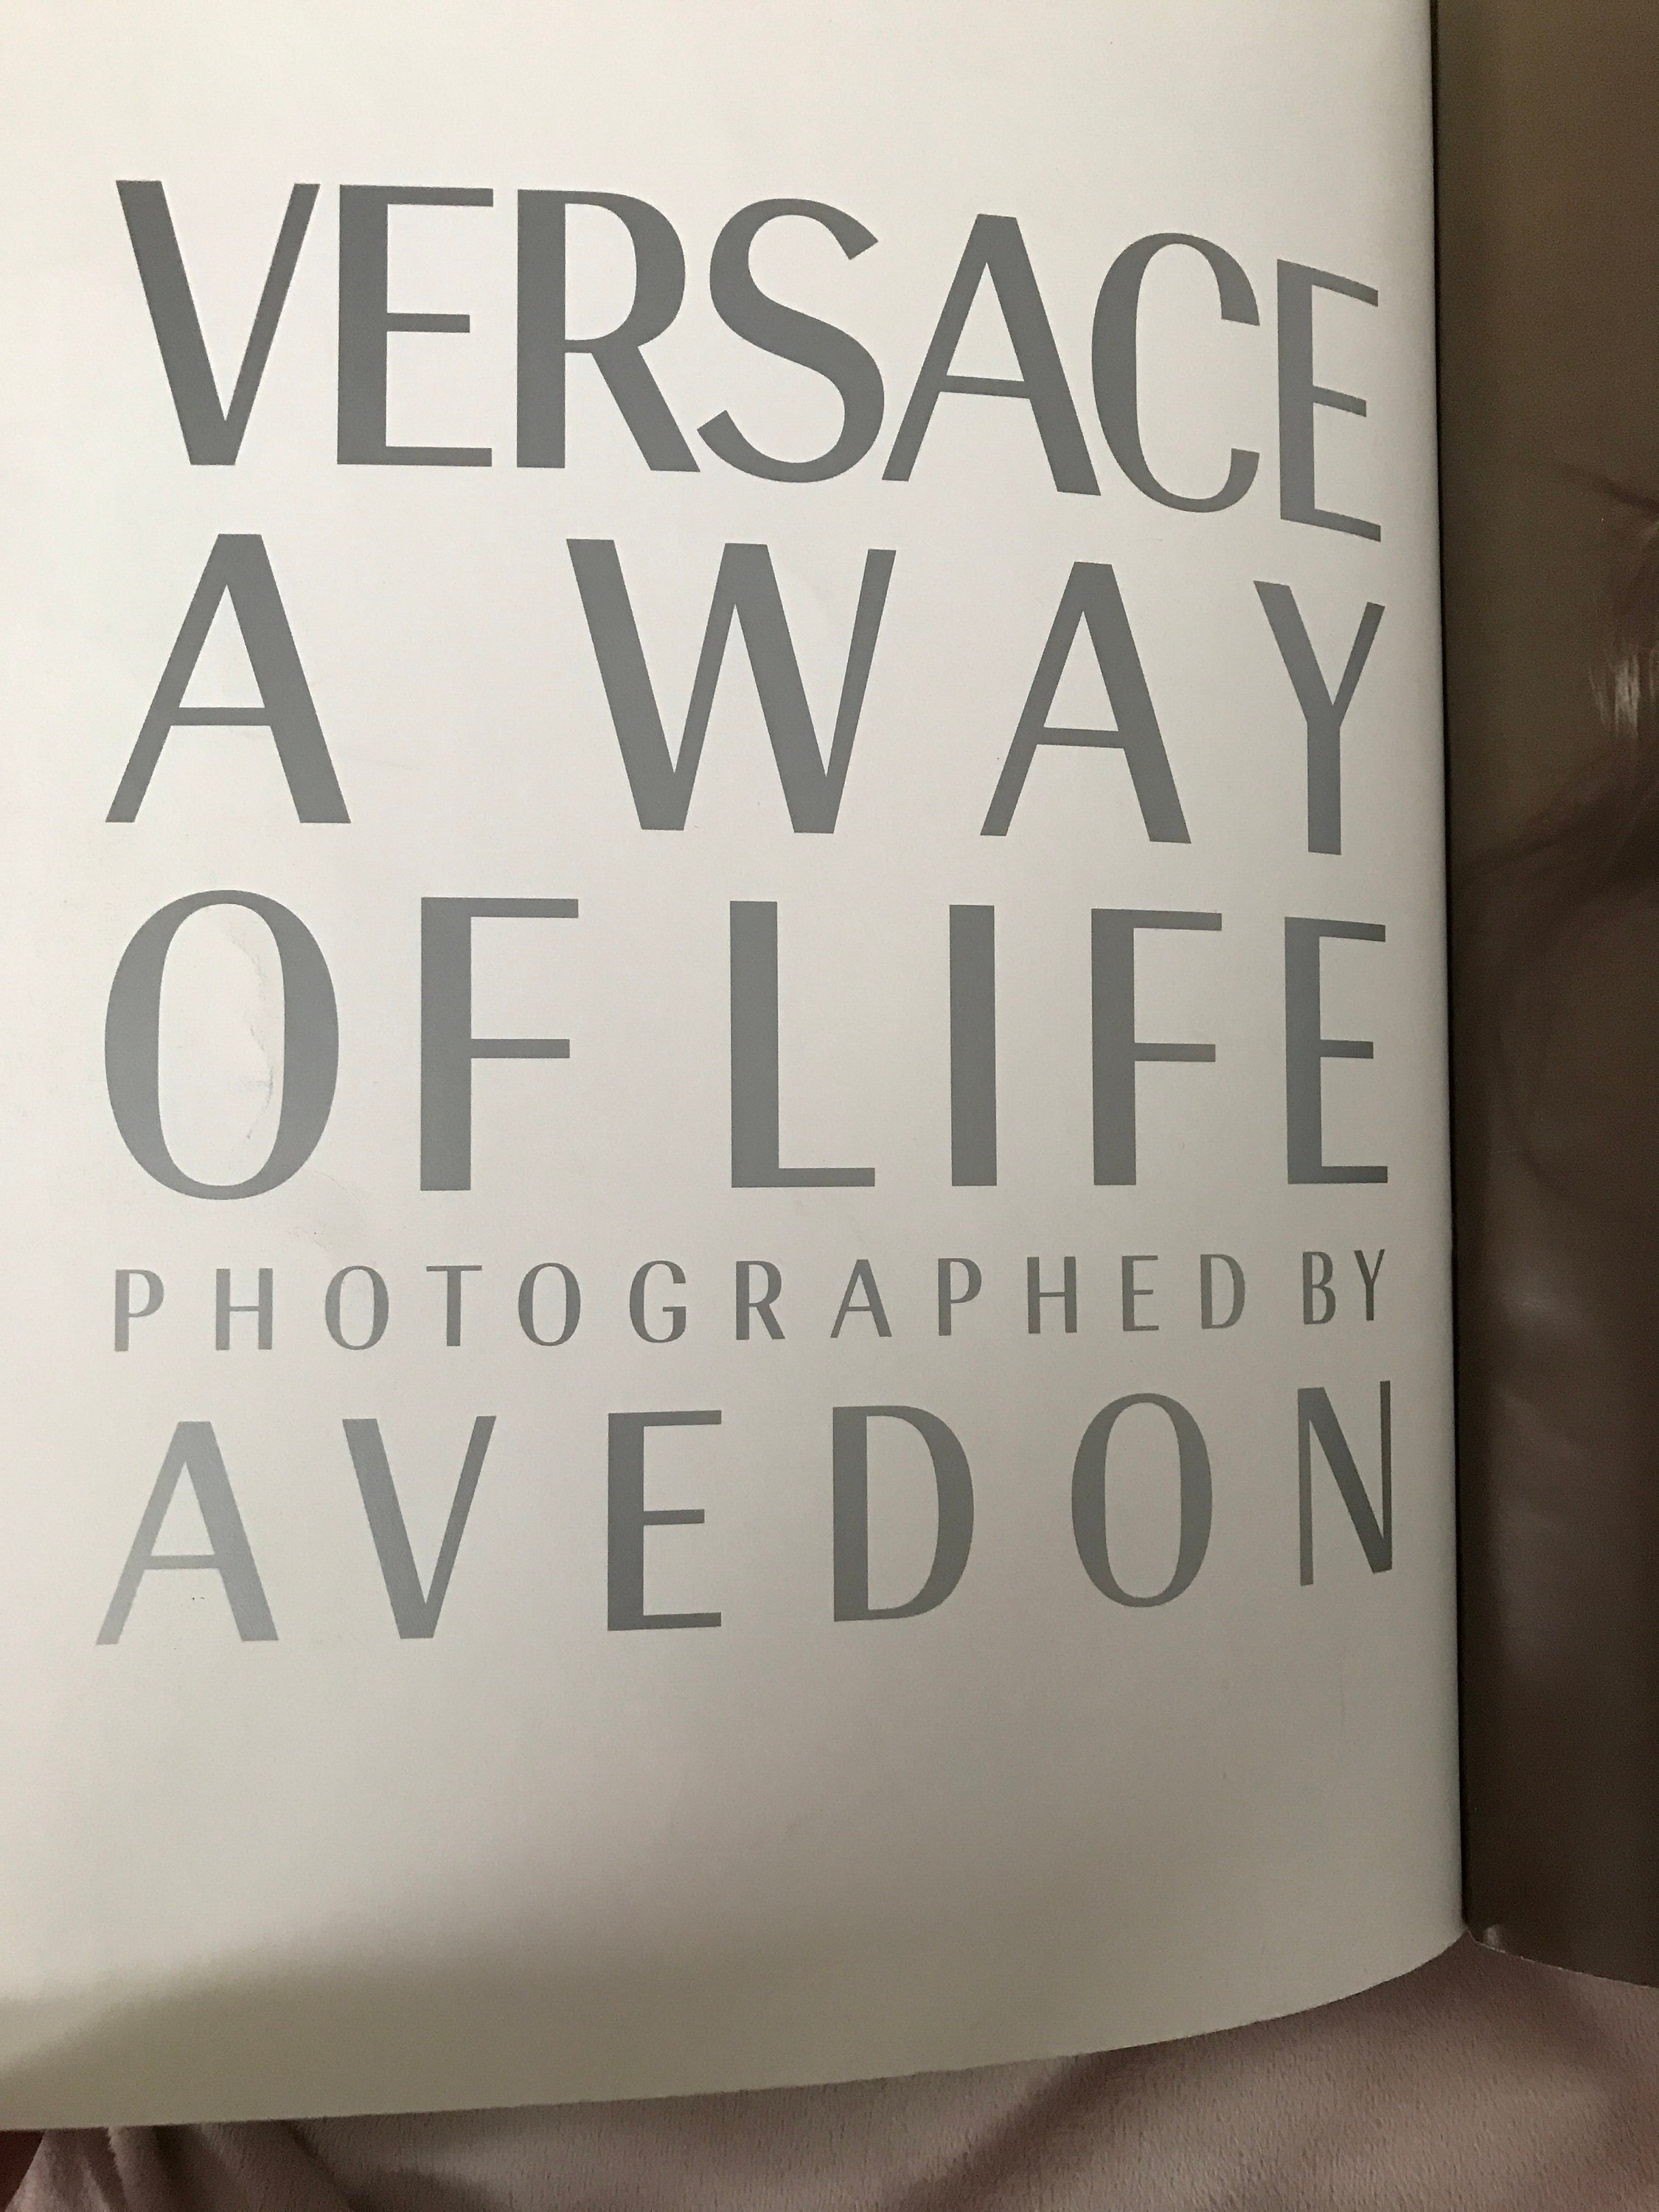 VERSACE
A WAY
OF LIFE
PHOTOGRAPHED BY
AVEDON